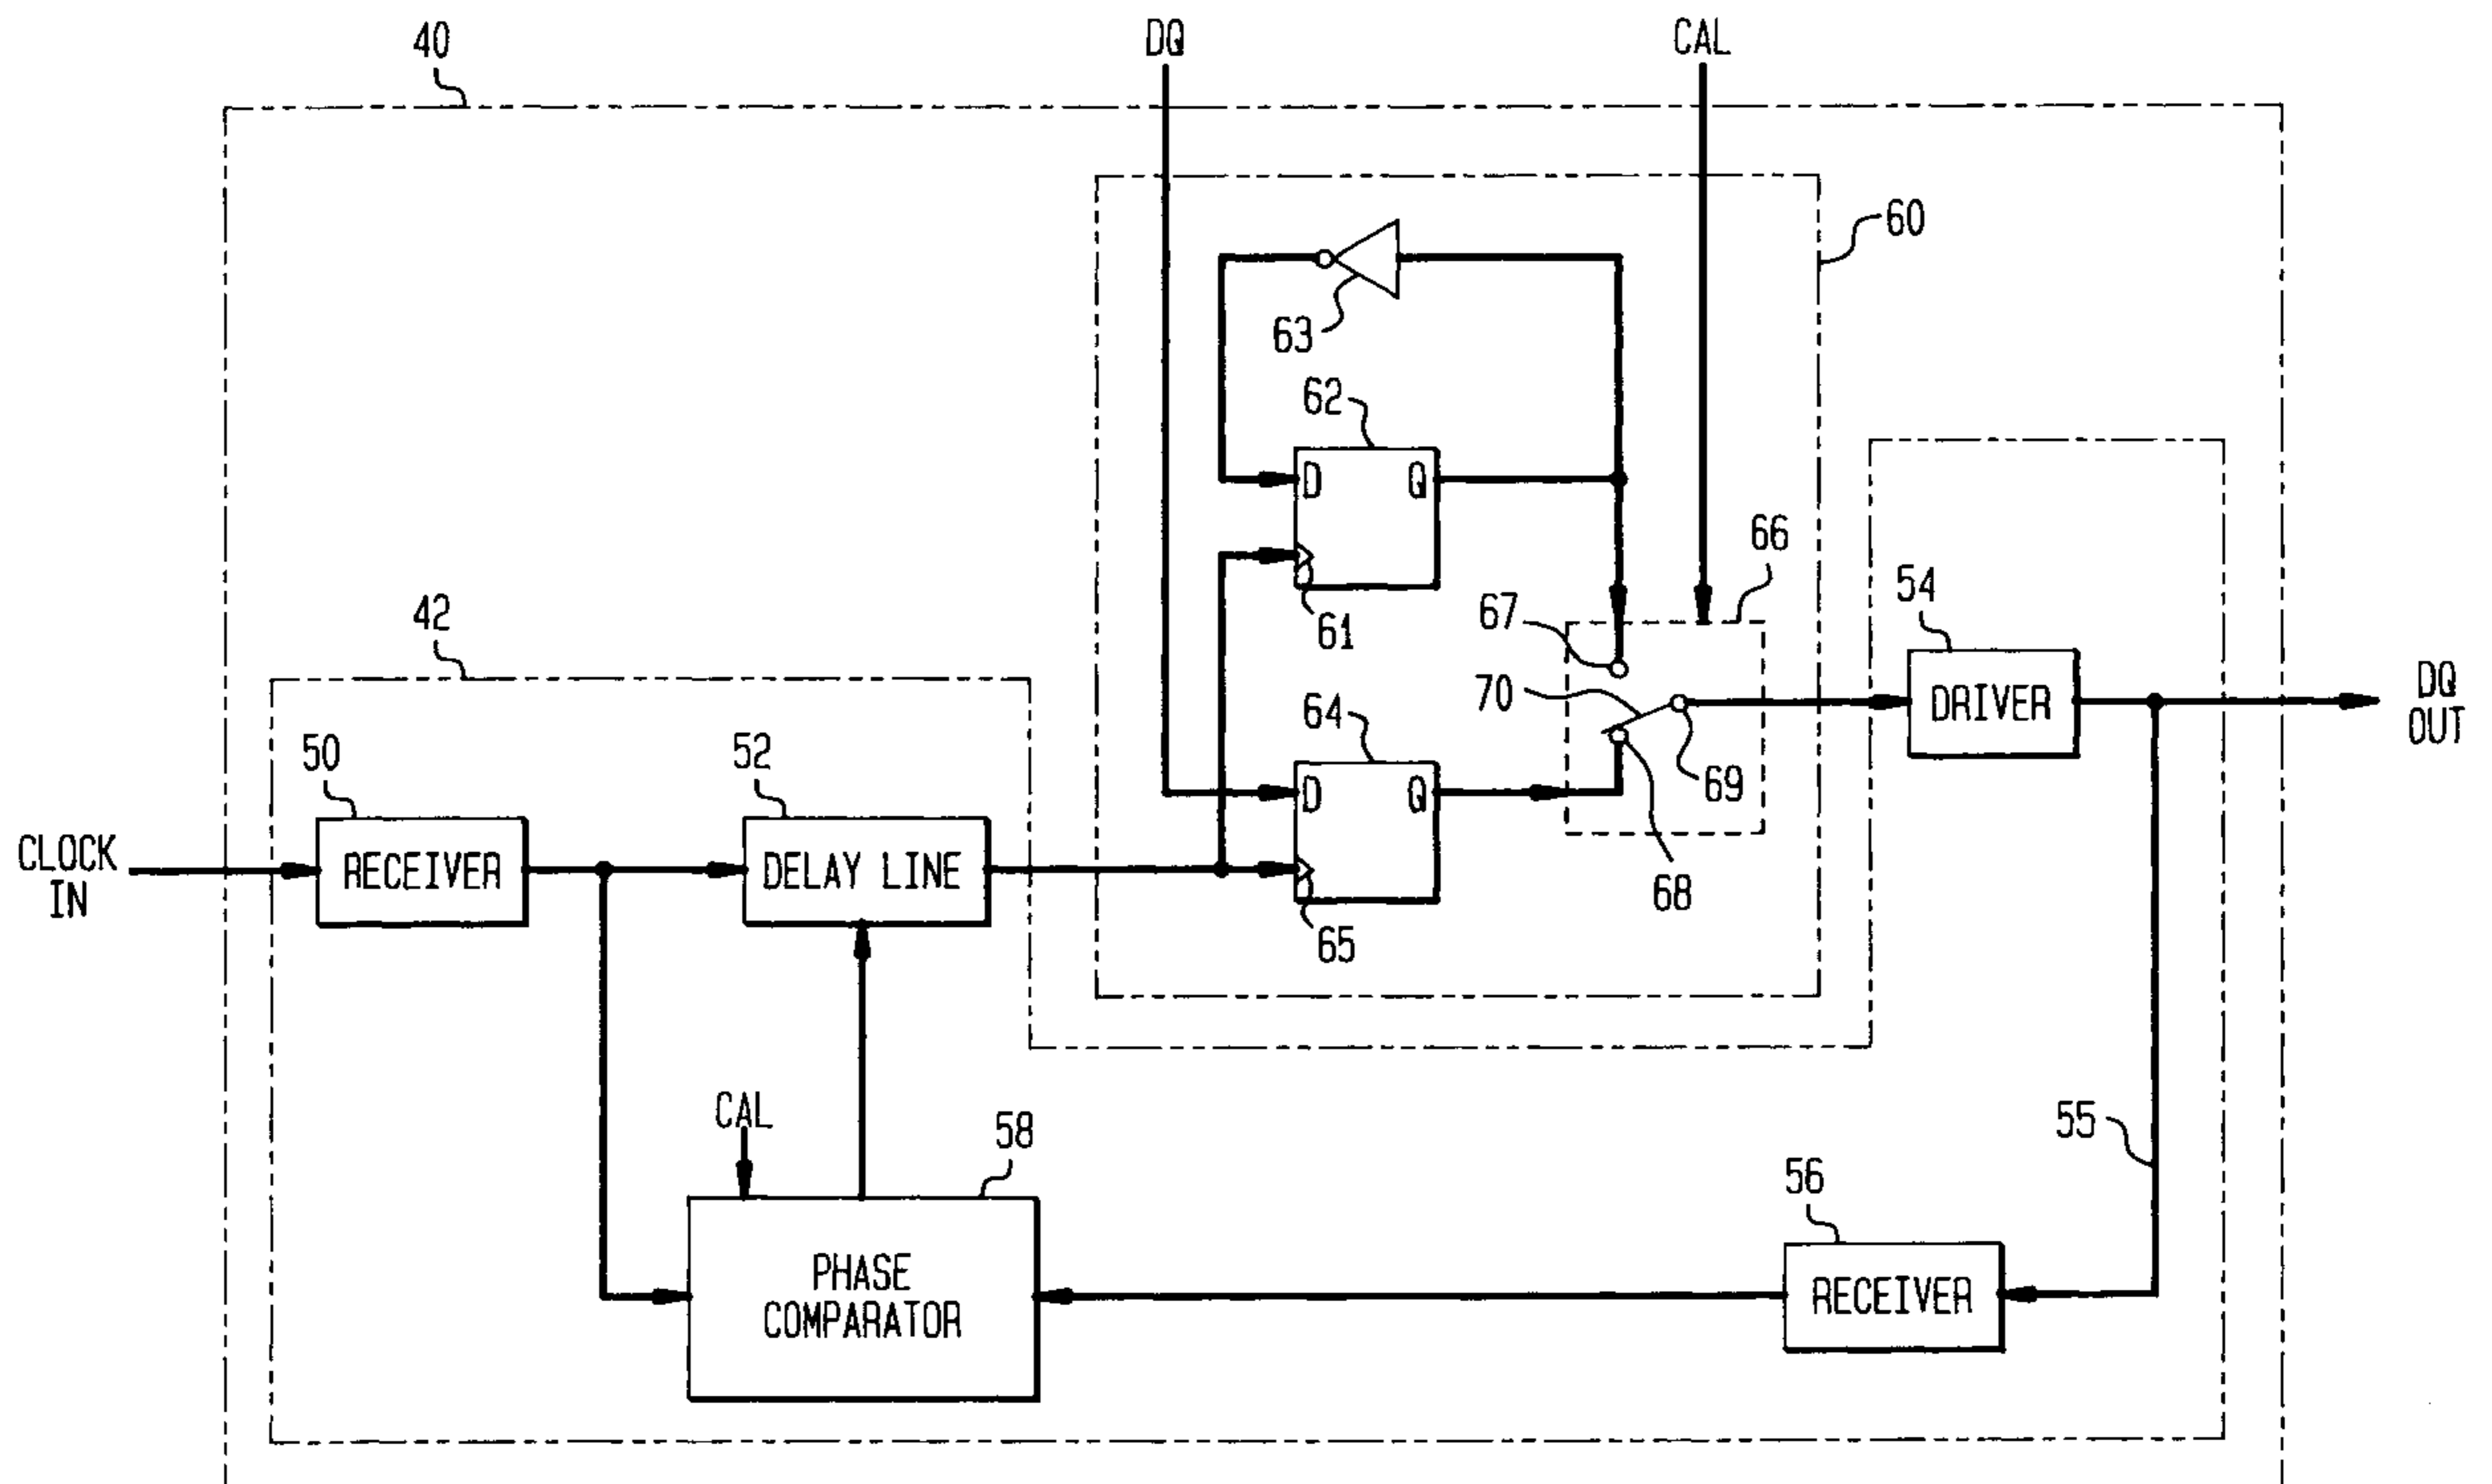 40
DQ
CAL
60
63
62
D Q
61
66
67
54
42
70
DRIVER
DQ
OUT
64
69
50
52
D Q
68
CLOCK
IN
RECEIVER
DELAY LINE
65
CAL
58
55
56
PHASE
COMPARATOR
RECEIVER